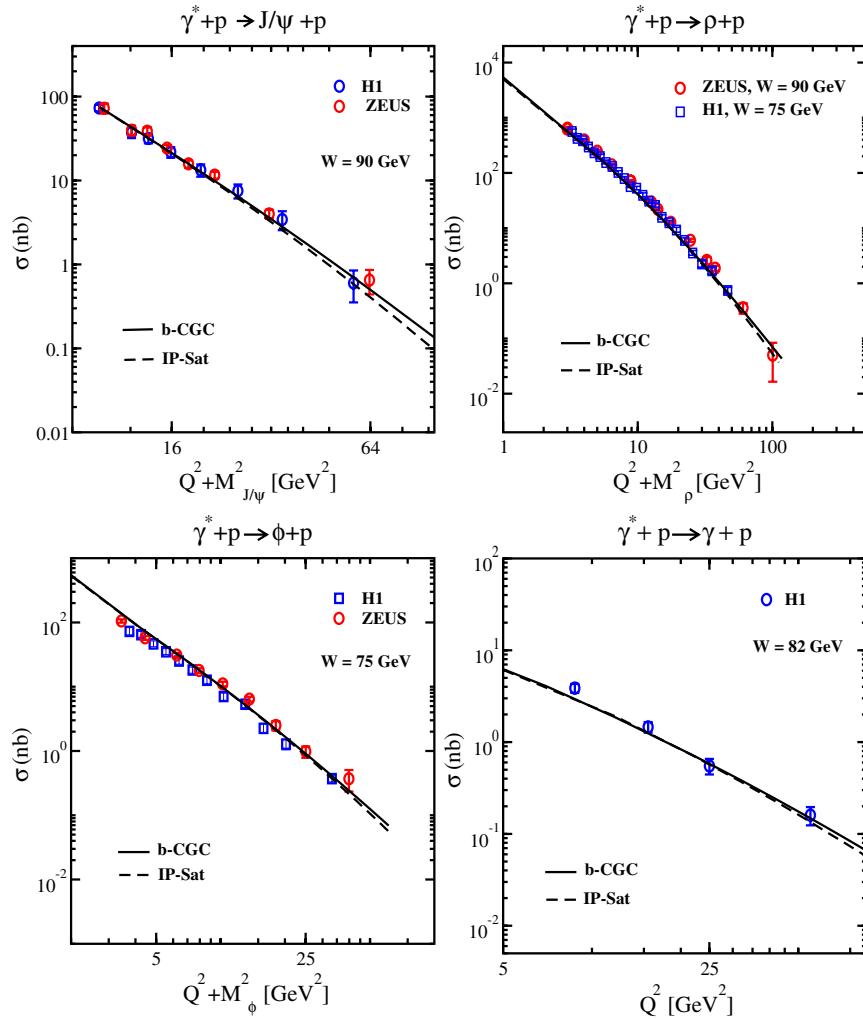 γ*+p → J/ψ +p
100
10
1
0.1
0.01
σ (nb)
H1
ZEUS
W = 90 GeV
b-CGC
IP-Sat
16
64
Q²+M²_J/ψ [GeV²]
γ*+p → ρ+p
10⁴
10²
10⁰
10⁻²
σ (nb)
ZEUS, W = 90 GeV
H1, W = 75 GeV
b-CGC
IP-Sat
1
10
100
Q²+M²_ρ [GeV²]
γ*+p → ϕ+p
10²
10⁰
10⁻²
σ (nb)
H1
ZEUS
W = 75 GeV
b-CGC
IP-Sat
5
25
Q²+M²_ϕ [GeV²]
γ*+ p → γ + p
10²
10¹
10⁰
10⁻¹
10⁻²
σ (nb)
H1
W = 82 GeV
b-CGC
IP-Sat
5
25
Q² [GeV²]